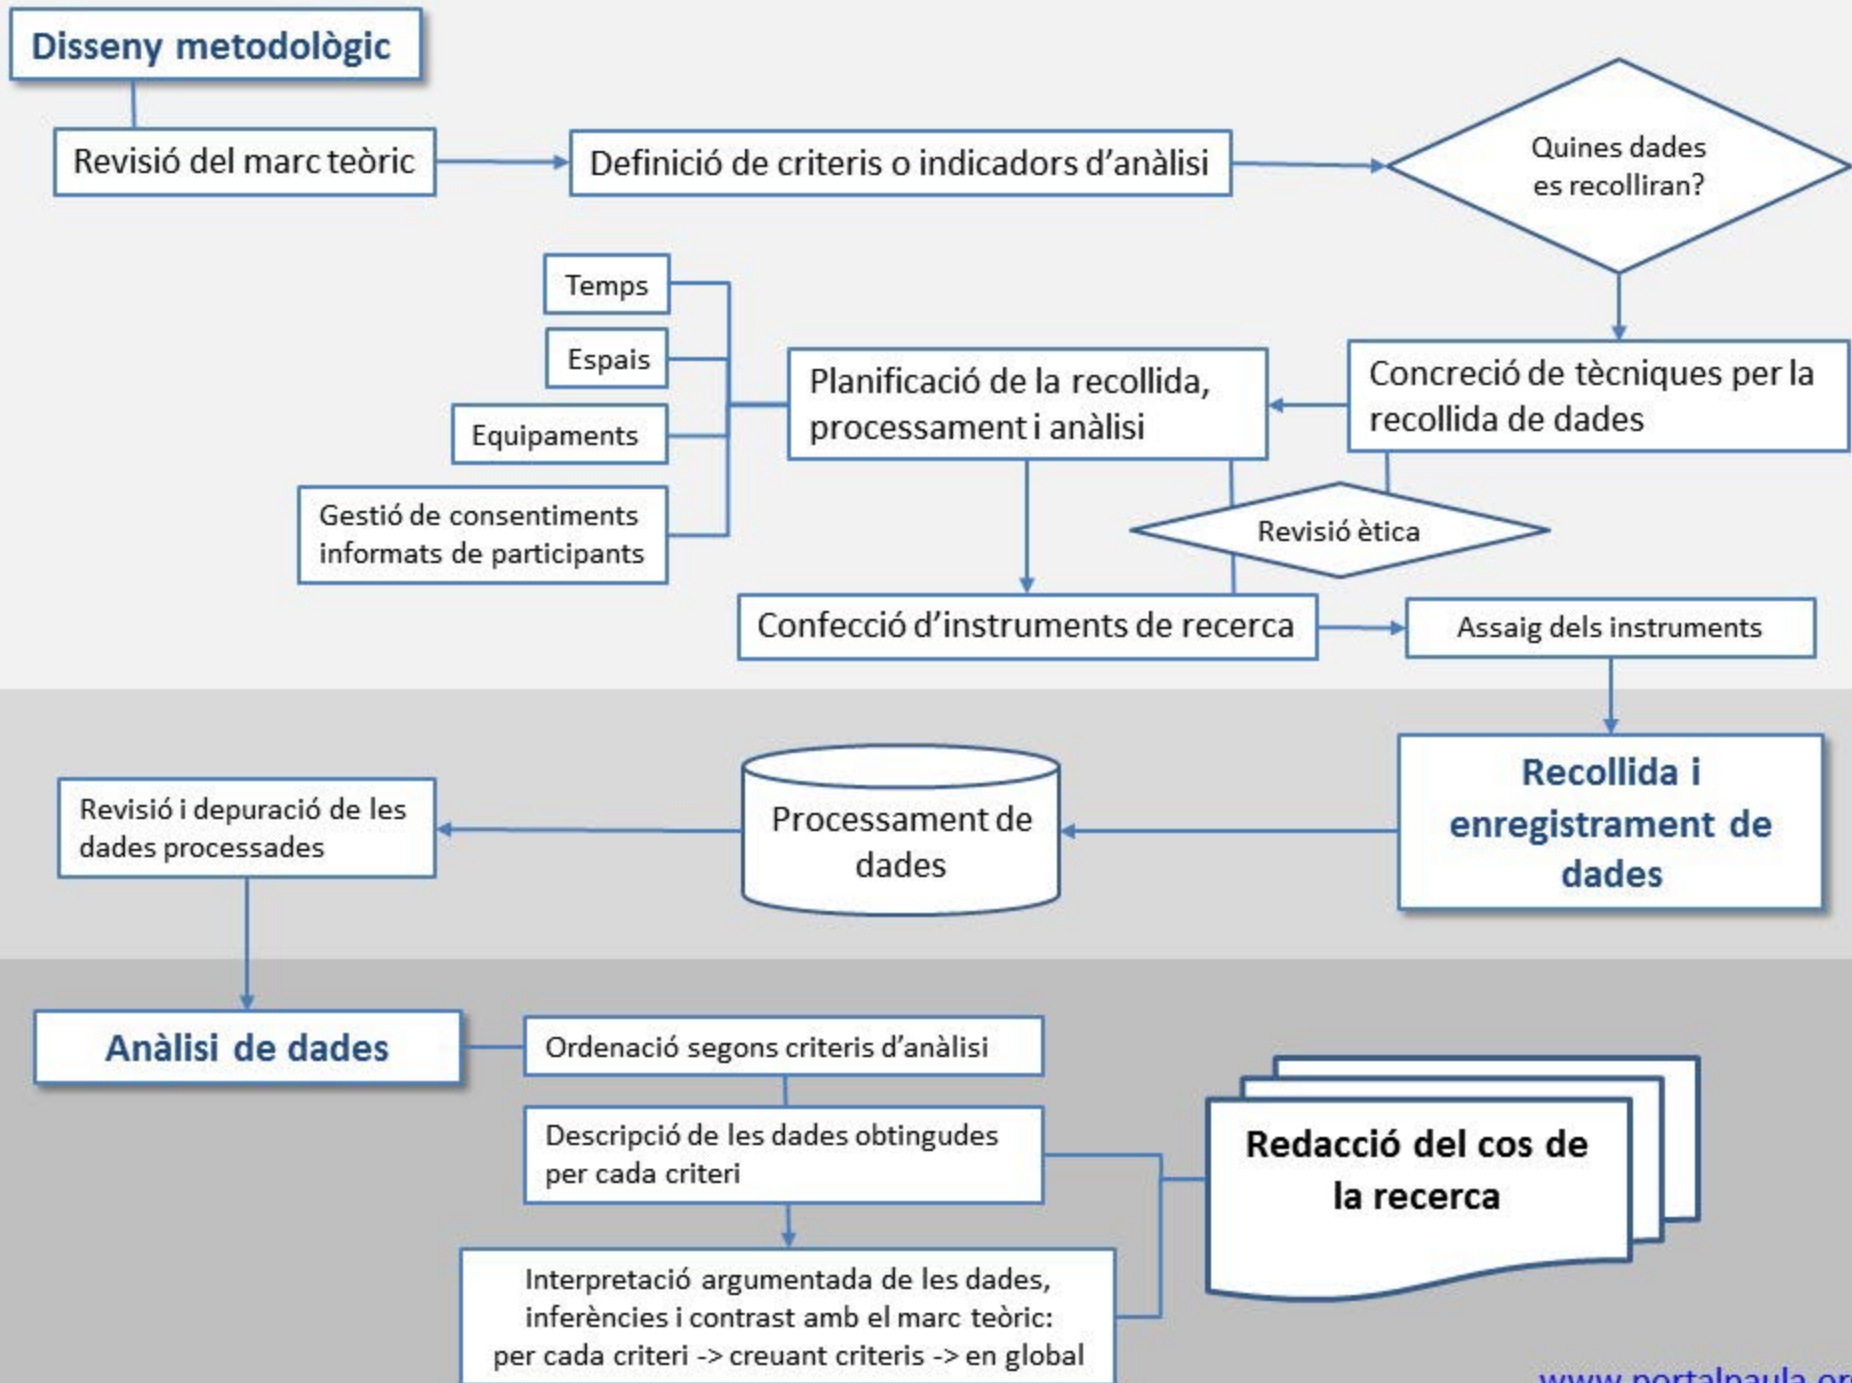 Disseny metodològic
Revisió del marc teòric
Definició de criteris o indicadors d'anàlisi
Quines dades
es recolliran?
Temps
Espais
Equipaments
Gestió de consentiments
informats de participants
Planificació de la recollida,
processament i anàlisi
Concreció de tècniques per la
recollida de dades
Revisió ètica
Confecció d'instruments de recerca
Assaig dels instruments
Recollida i
enregistrament de
dades
Processament de
dades
Revisió i depuració de les
dades processades
Anàlisi de dades
Ordenació segons criteris d'anàlisi
Descripció de les dades obtingudes
per cada criteri
Interpretació argumentada de les dades,
inferències i contrast amb el marc teòric:
per cada criteri -> creuant criteris -> en global
Redacció del cos de
la recerca
www.portalpaula.org